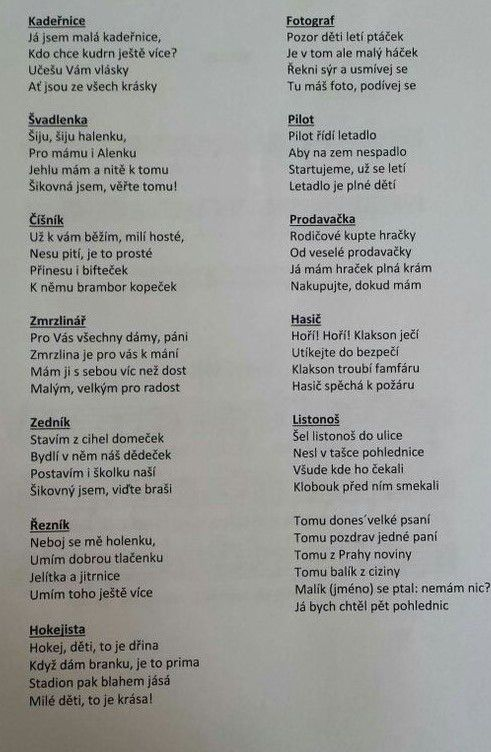 Kadeřnice
Já jsem malá kadeřnice,
Kdo chce kudrn ještě více?
Učešu Vám vlásky
Ať jsou ze všech krásky
Švadlenka
Šiju, šiju halenku,
Pro mámu i Alenku
Jehlu mám a nitě k tomu
Šikovná jsem, věřte tomu!
Číšník
Už k vám běžím, milí hosté,
Nesu pití, je to prosté
Přinesu i bifteček
K němu brambor kopeček
Zmrzlinář
Pro Vás všechny dámy, páni
Zmrzlina je pro vás k mání
Mám ji s sebou víc než dost
Malým, velkým pro radost
Zedník
Stavím z cihel domeček
Bydlí v něm náš dědeček
Postavím i školku naší
Šikovný jsem, viďte braši
Řezník
Neboj se mě holenku,
Umím dobrou tlačenku
Jelítka a jitrnice
Umím toho ještě více
Hokejista
Hokej, děti, to je dřina
Když dám branku, je to prima
Stadion pak blahem jásá
Milé děti, to je krása!
Fotograf
Pozor děti letí ptáček
Je v tom ale malý háček
Řekni sýr a usmívej se
Tu máš foto, podívej se
Pilot
Pilot řídí letadlo
Aby na zem nespadlo
Startujeme, už se letí
Letadlo je plné dětí
Prodavačka
Rodičové kupte hračky
Od veselé prodavačky
Já mám hraček plná krám
Nakupujte, dokud mám
Hasič
Hoří! Hoří! Klakson ječí
Utíkejte do bezpečí
Klakson troubí famfáru
Hasič spěchá k požáru
Listonoš
Šel listonoš do ulice
Nesl v tašce pohlednice
Všude kde ho čekali
Klobouk před ním smekali
Tomu dones´velké psaní
Tomu pozdrav jedné paní
Tomu z Prahy noviny
Tomu balík z ciziny
Malík (jméno) se ptal: nemám nic?
Já bych chtěl pět pohlednic